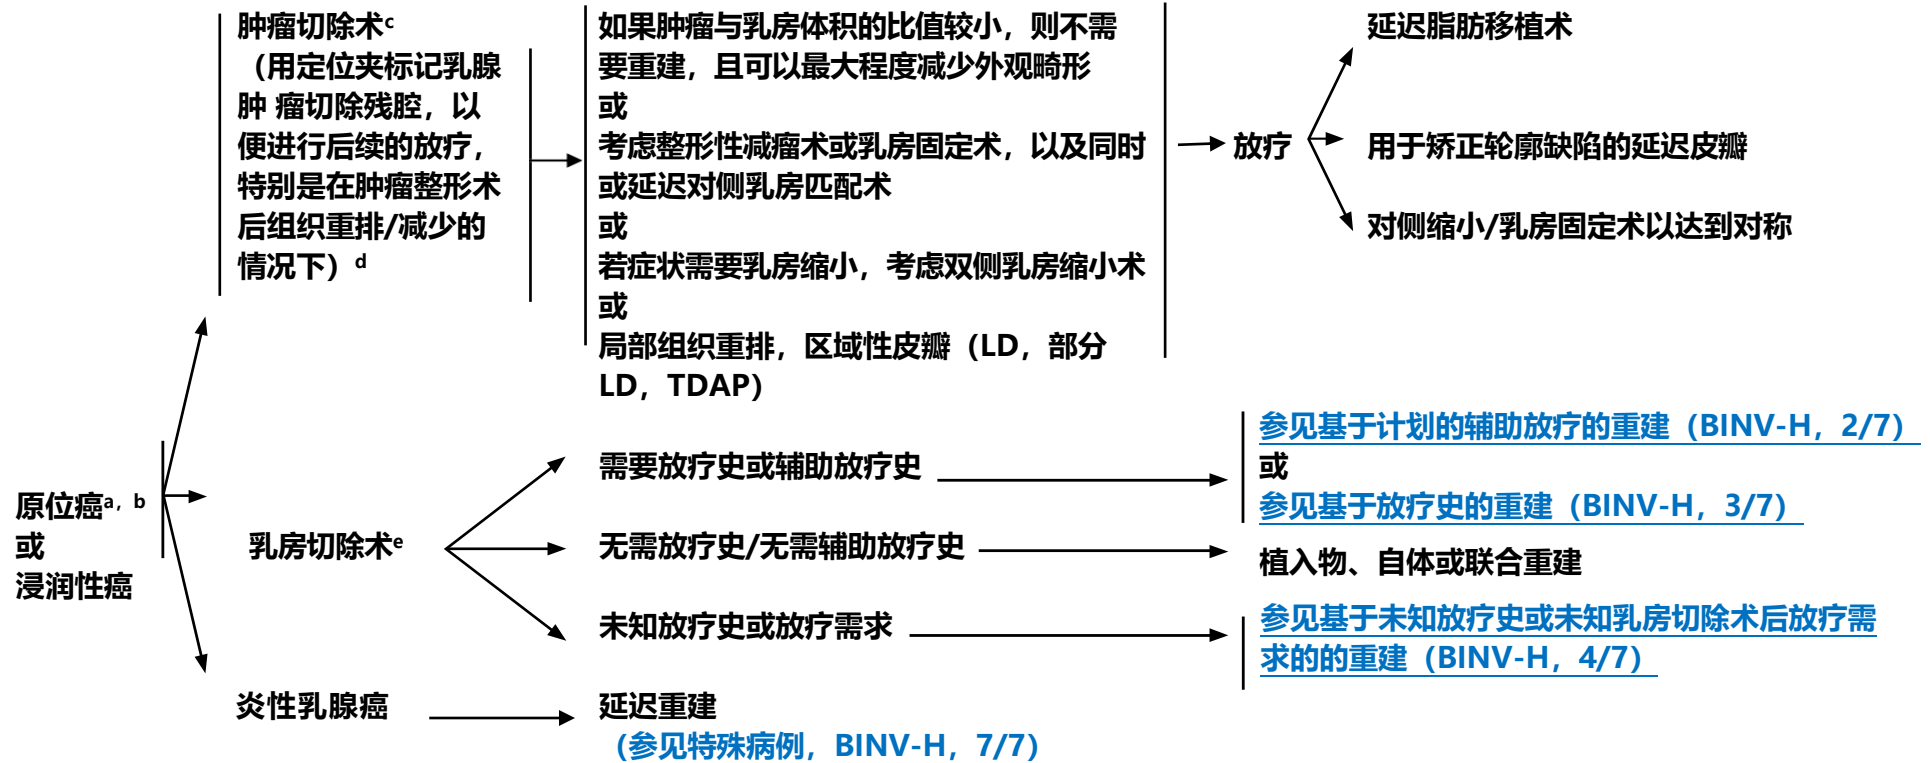 肿瘤切除术c
（用定位夹标记乳腺
肿 瘤切除残腔，以
便进行后续的放疗，
特别是在肿瘤整形术
后组织重排/减少的
情况下）d
如果肿瘤与乳房体积的比值较小，则不需
要重建，且可以最大程度减少外观畸形
或
考虑整形性减瘤术或乳房固定术，以及同时
或延迟对侧乳房匹配术
或
若症状需要乳房缩小，考虑双侧乳房缩小术
或
局部组织重排，区域性皮瓣（LD，部分
LD，TDAP）
放疗
延迟脂肪移植术
用于矫正轮廓缺陷的延迟皮瓣
对侧缩小/乳房固定术以达到对称
原位癌a，b
或
浸润性癌
乳房切除术e
需要放疗史或辅助放疗史
参见基于计划的辅助放疗的重建（BINV-H，2/7）
或
参见基于放疗史的重建（BINV-H，3/7）
无需放疗史/无需辅助放疗史
植入物、自体或联合重建
未知放疗史或放疗需求
参见基于未知放疗史或未知乳房切除术后放疗需
求的的重建（BINV-H，4/7）
炎性乳腺癌
延迟重建
（参见特殊病例，BINV-H，7/7）